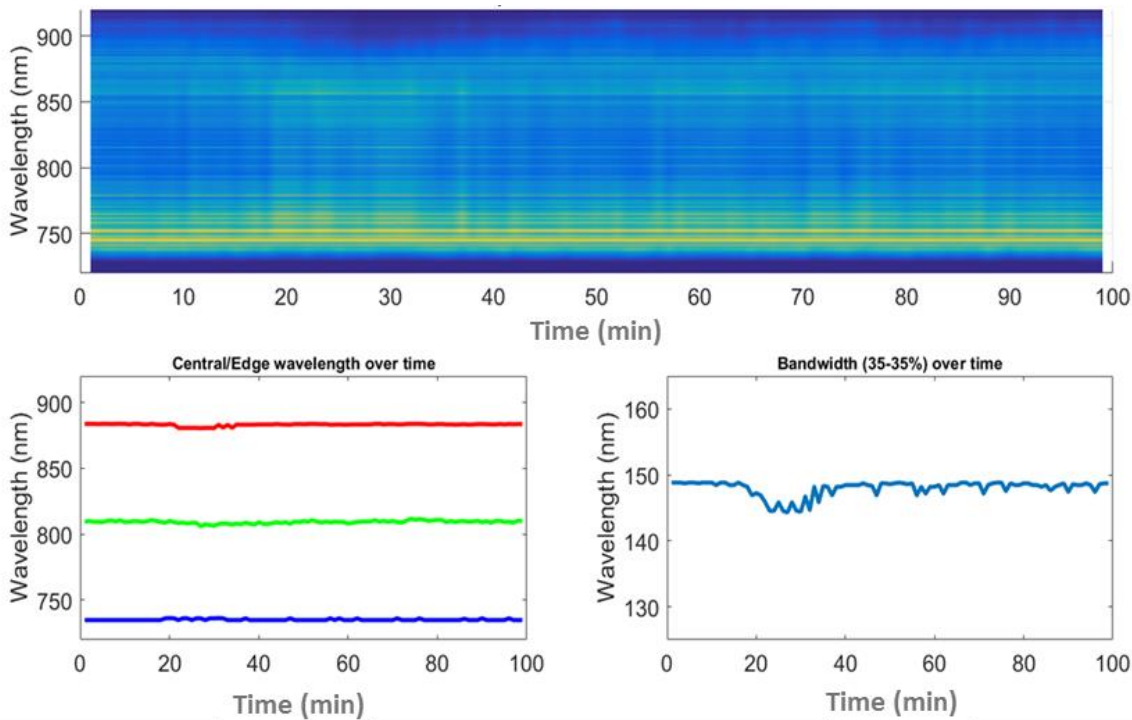 Wavelength (nm)
900
850
800
750
0 10 20 30 40 50 60 70 80 90 100
Time (min)
Central/Edge wavelength over time
Wavelength (nm)
900
850
800
750
0 20 40 60 80 100
Time (min)
Bandwidth (35-35%) over time
Wavelength (nm)
160
150
140
130
0 20 40 60 80 100
Time (min)